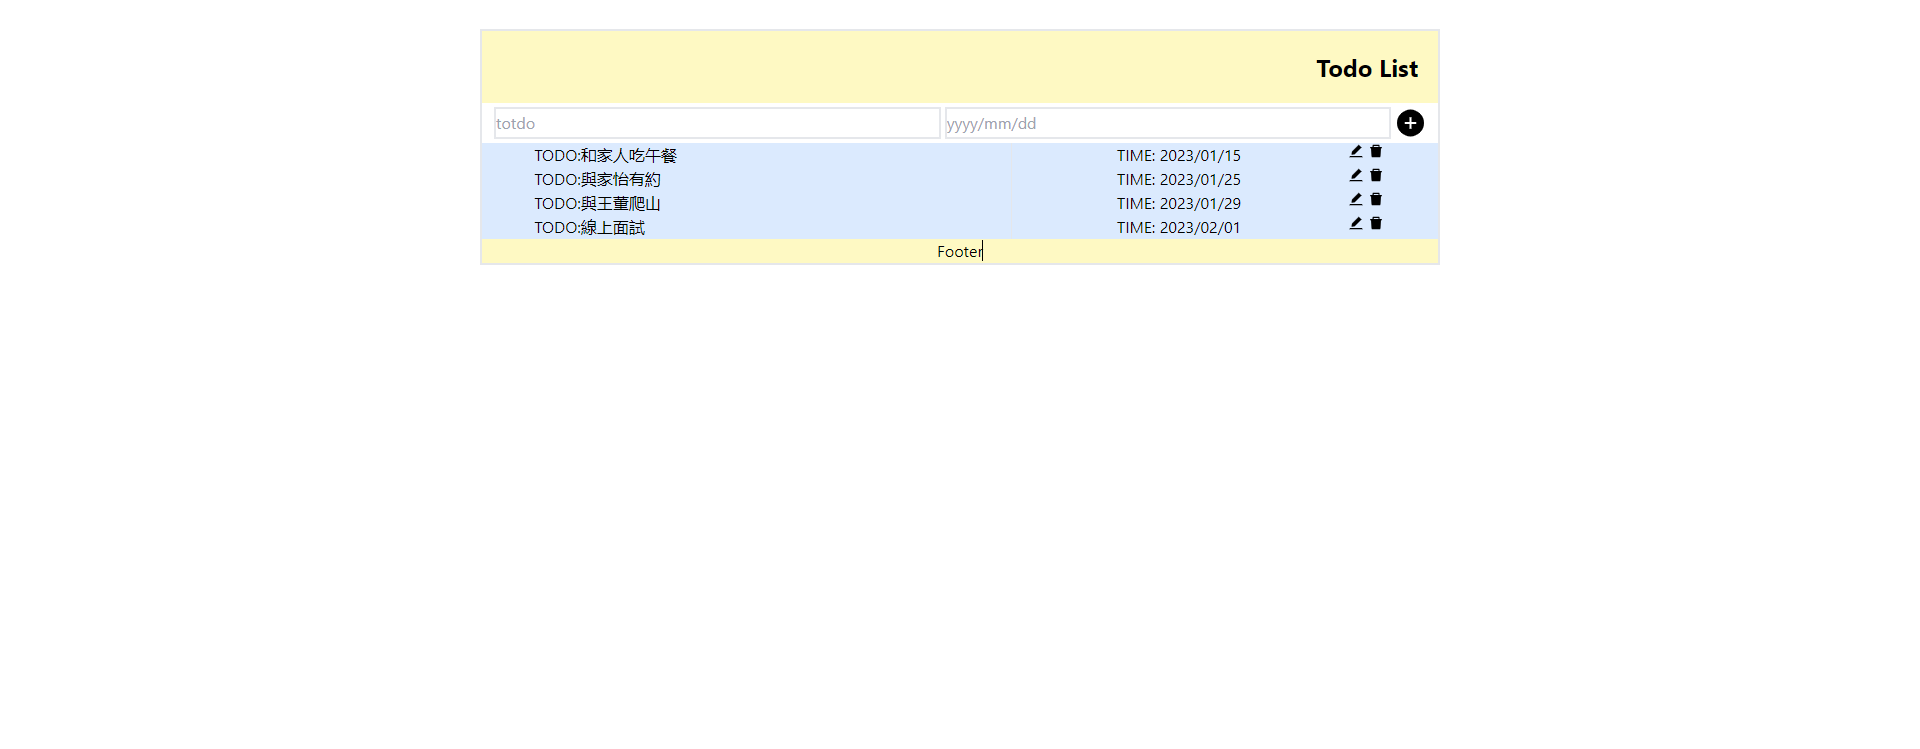 Todo List
totdo yyyy/mm/dd
TODO:和家人吃午餐 TIME: 2023/01/15
TODO:與家怡有約 TIME: 2023/01/25
TODO:與王董爬山 TIME: 2023/01/29
TODO:線上面試 TIME: 2023/02/01
Footer